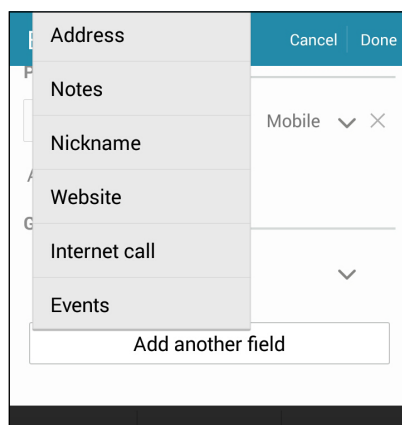 Address
Cancel Done
Notes
Mobile
Nickname
Website
Internet call
Events
Add another field